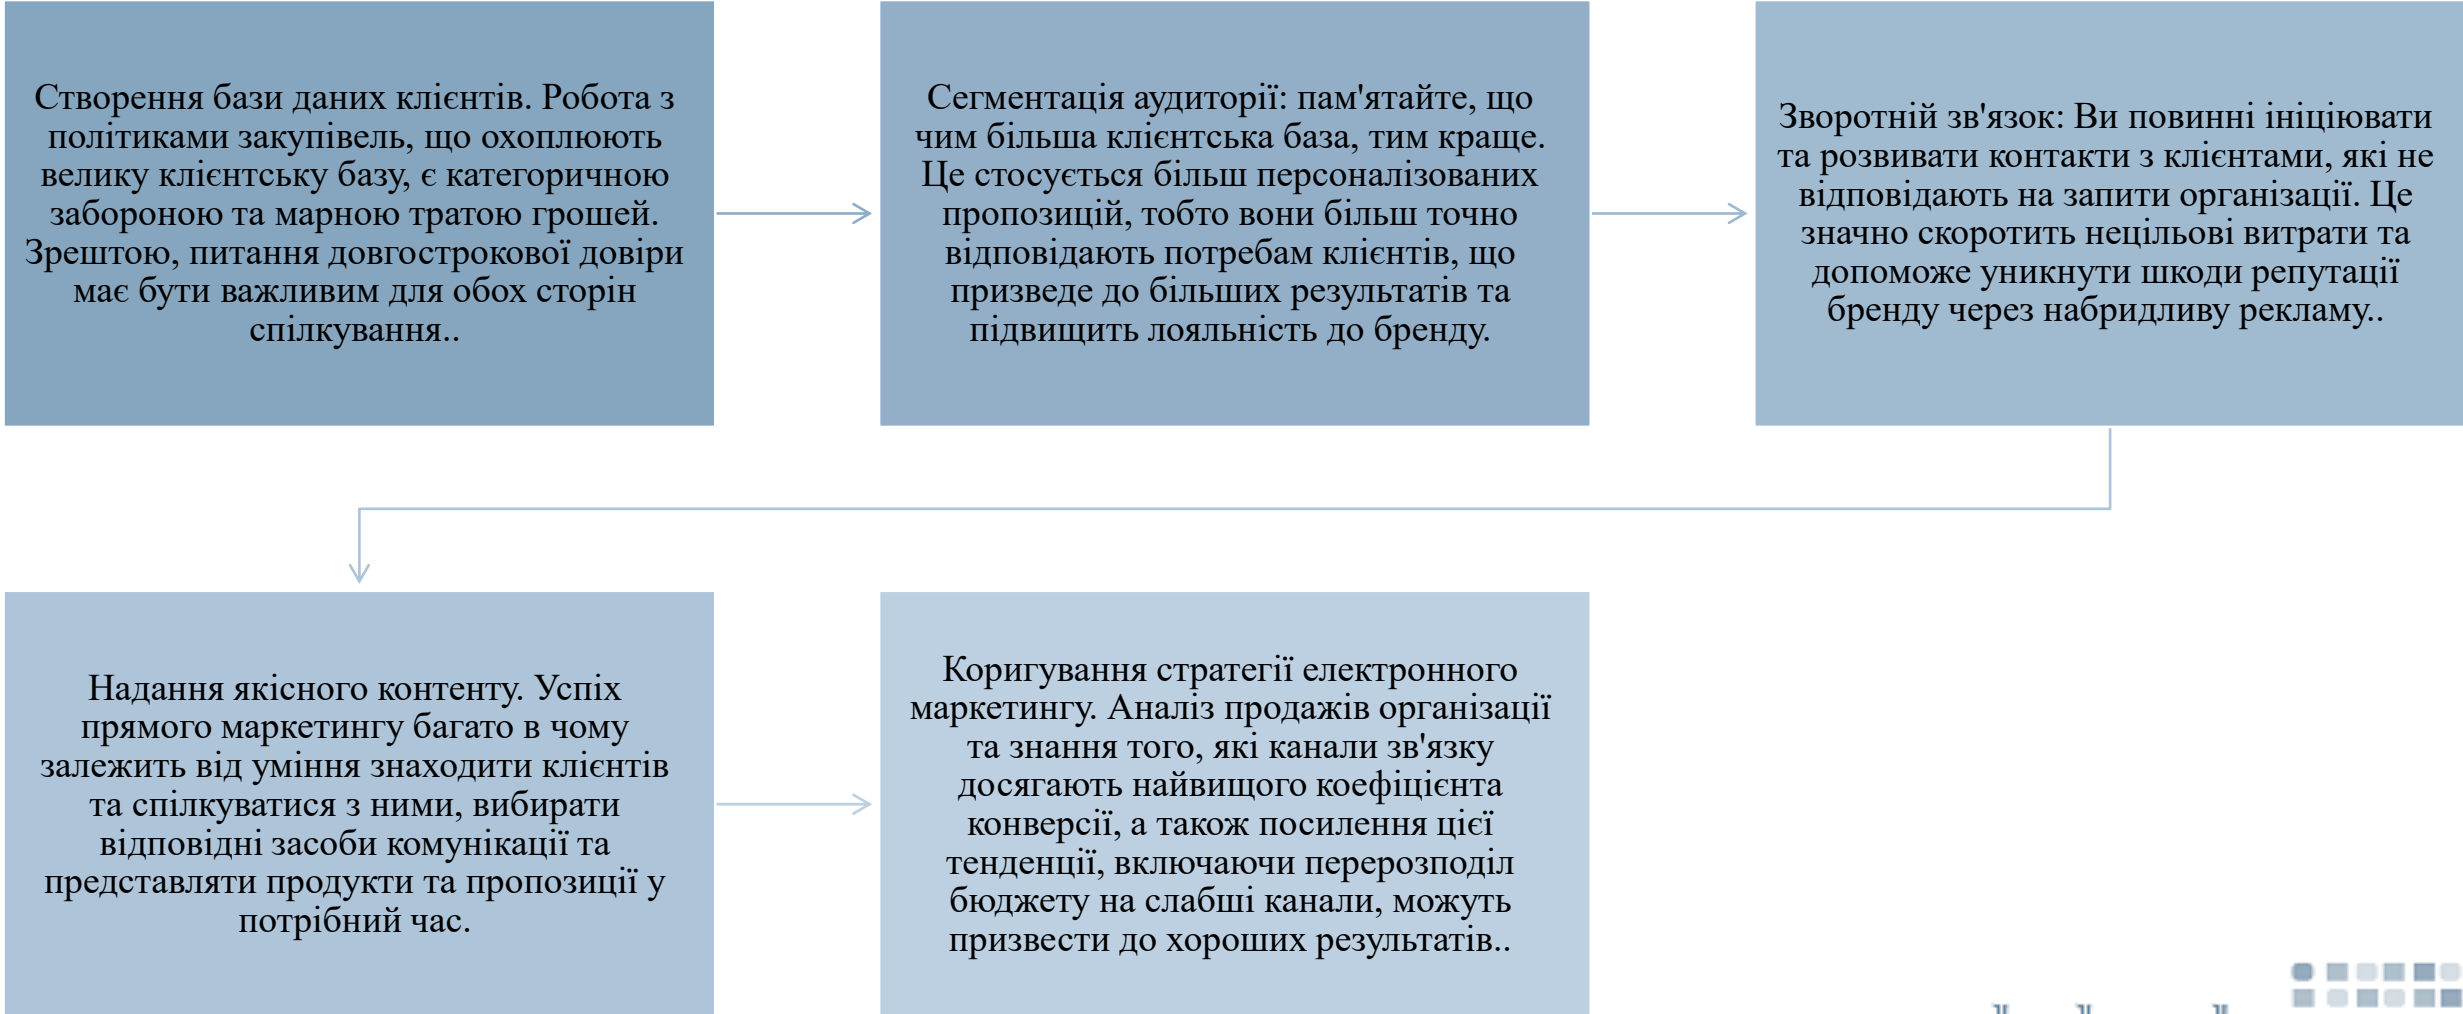 Створення бази даних клієнтів. Робота з
політиками закупівель, що охоплюють
велику клієнтську базу, є категоричною
забороною та марною тратою грошей.
Зрештою, питання довгострокової довіри
має бути важливим для обох сторін
спілкування..
Сегментація аудиторії: пам'ятайте, що
чим більша клієнтська база, тим краще.
Це стосується більш персоналізованих
пропозицій, тобто вони більш точно
відповідають потребам клієнтів, що
призведе до більших результатів та
підвищить лояльність до бренду.
Зворотній зв'язок: Ви повинні ініціювати
та розвивати контакти з клієнтами, які не
відповідають на запити організації. Це
значно скоротить нецільові витрати та
допоможе уникнути шкоди репутації
бренду через набридливу рекламу..
Надання якісного контенту. Успіх
прямого маркетингу багато в чому
залежить від уміння знаходити клієнтів
та спілкуватися з ними, вибирати
відповідні засоби комунікації та
представляти продукти та пропозиції у
потрібний час.
Коригування стратегії електронного
маркетингу. Аналіз продажів організації
та знання того, які канали зв'язку
досягають найвищого коефіцієнта
конверсії, а також посилення цієї
тенденції, включаючи перерозподіл
бюджету на слабші канали, можуть
призвести до хороших результатів..